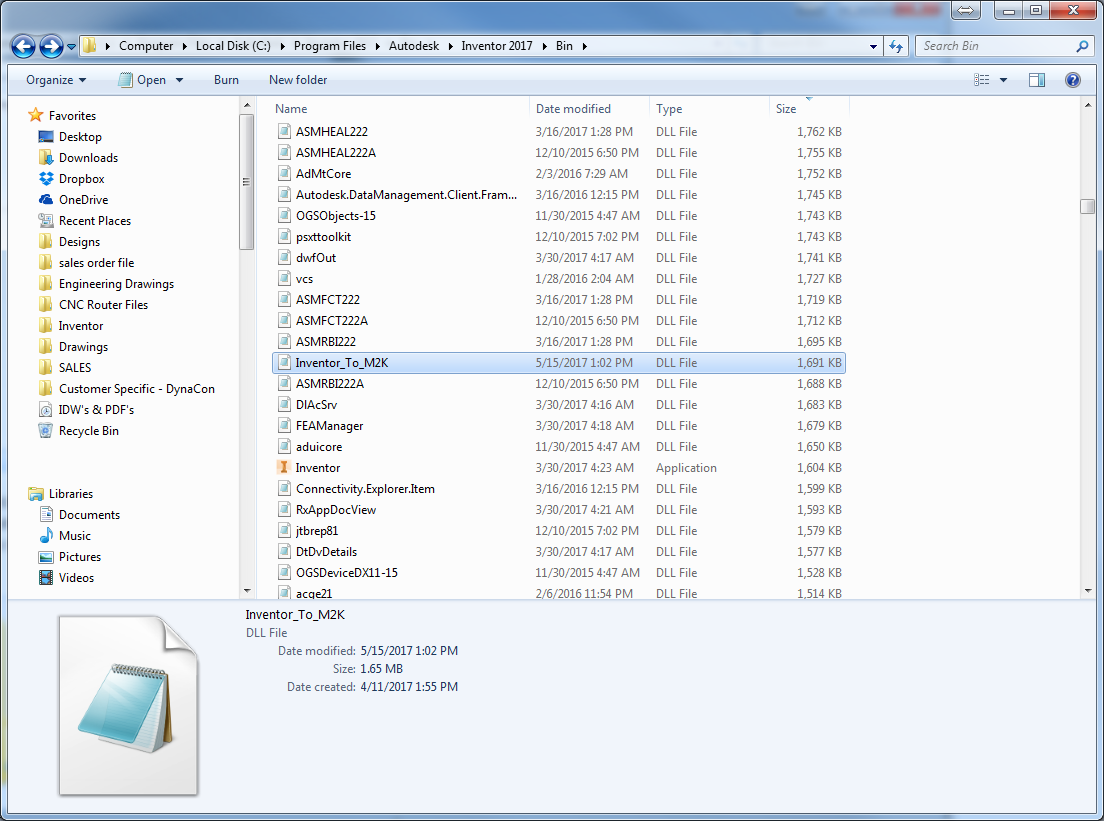 Computer ▸ Local Disk (C:) ▸ Program Files ▸ Autodesk ▸ Inventor 2017 ▸ Bin ▸ Search Bin
Organize Open Burn New folder
Favorites
Desktop
Downloads
Dropbox
OneDrive
Recent Places
Designs
sales order file
Engineering Drawings
CNC Router Files
Inventor
Drawings
SALES
Customer Specific - DynaCon
IDW's & PDF's
Recycle Bin
Libraries
Documents
Music
Pictures
Videos
Name Date modified Type Size
ASMHEAL222 3/16/2017 1:28 PM DLL File 1,762 KB
ASMHEAL222A 12/10/2015 6:50 PM DLL File 1,755 KB
AdMtCore 2/3/2016 7:29 AM DLL File 1,752 KB
Autodesk.DataManagement.Client.Fram... 3/16/2016 12:15 PM DLL File 1,745 KB
OGSObjects-15 11/30/2015 4:47 AM DLL File 1,743 KB
psxttoolkit 12/10/2015 7:02 PM DLL File 1,743 KB
dwfOut 3/30/2017 4:17 AM DLL File 1,741 KB
vcs 1/28/2016 2:04 AM DLL File 1,727 KB
ASMFCT222 3/16/2017 1:28 PM DLL File 1,719 KB
ASMFCT222A 12/10/2015 6:50 PM DLL File 1,712 KB
ASMRBI222 3/16/2017 1:28 PM DLL File 1,695 KB
Inventor_To_M2K 5/15/2017 1:02 PM DLL File 1,691 KB
ASMRBI222A 12/10/2015 6:50 PM DLL File 1,688 KB
DlAcSrv 3/30/2017 4:16 AM DLL File 1,683 KB
FEAManager 3/30/2017 4:18 AM DLL File 1,679 KB
aduicore 11/30/2015 4:47 AM DLL File 1,650 KB
Inventor 3/30/2017 4:23 AM Application 1,604 KB
Connectivity.Explorer.Item 3/16/2016 12:15 PM DLL File 1,599 KB
RxAppDocView 3/30/2017 4:21 AM DLL File 1,593 KB
jtbrep81 12/10/2015 7:02 PM DLL File 1,579 KB
DtDvDetails 3/30/2017 4:17 AM DLL File 1,577 KB
OGSDeviceDX11-15 11/30/2015 4:47 AM DLL File 1,528 KB
acge21 2/6/2016 11:54 PM DLL File 1,514 KB
Inventor_To_M2K
DLL File
Date modified: 5/15/2017 1:02 PM
Size: 1.65 MB
Date created: 4/11/2017 1:55 PM